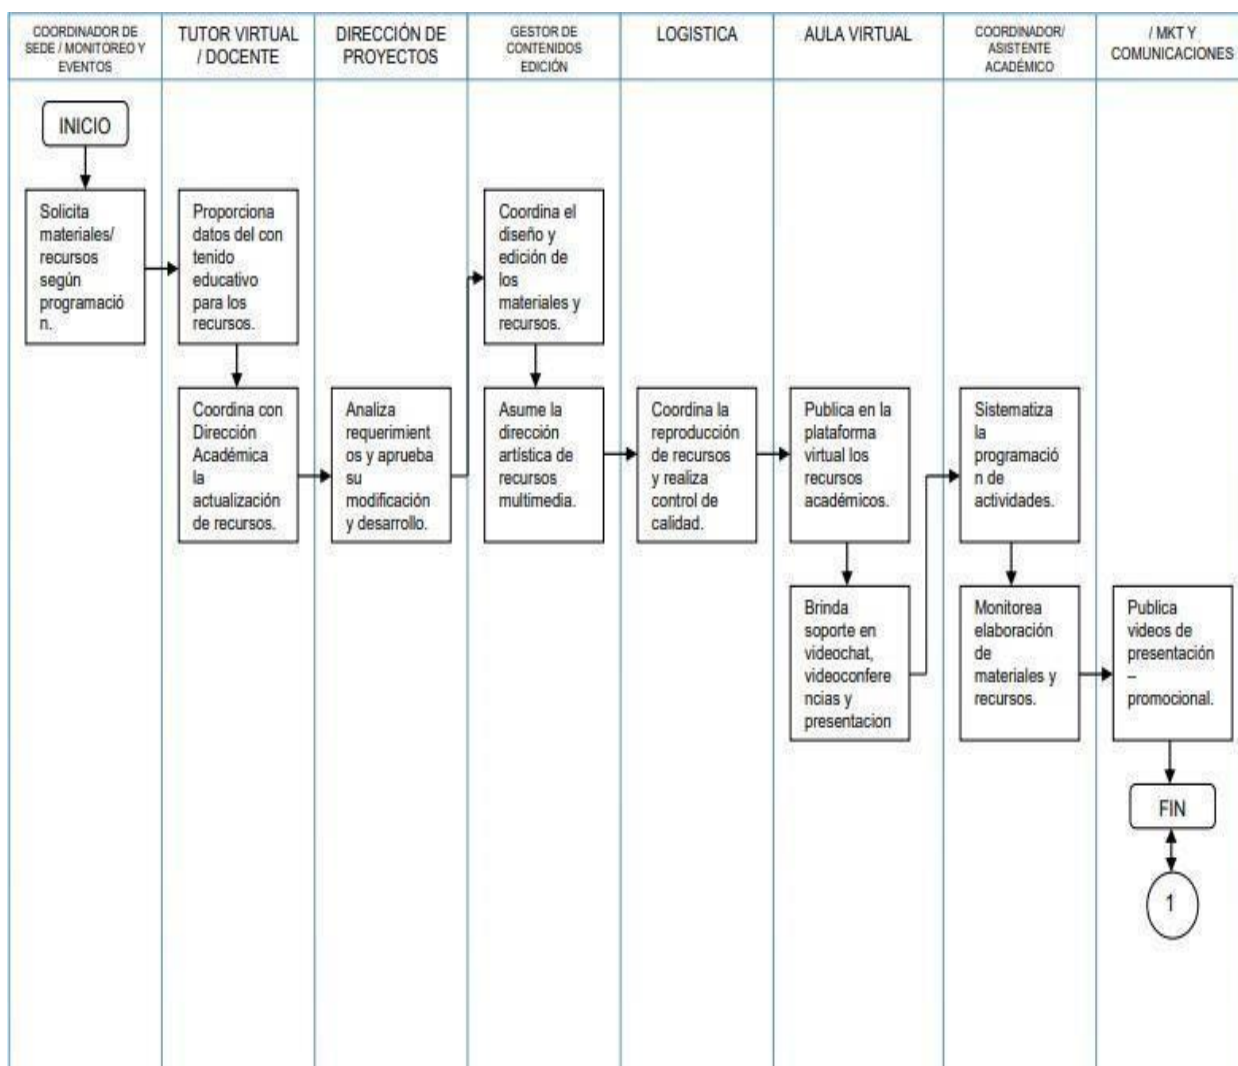 COORDINADOR DE
SEDE / MONITOREO Y
EVENTOS
TUTOR VIRTUAL
/ DOCENTE
DIRECCIÓN DE
PROYECTOS
GESTOR DE
CONTENIDOS
EDICIÓN
LOGISTICA
AULA VIRTUAL
COORDINADOR/
ASISTENTE
ACADÉMICO
/ MKT Y
COMUNICACIONES
INICIO
Solicita
materiales/
recursos
según
programació
n.
Proporciona
datos del con
tenido
educativo
para los
recursos.
Coordina el
diseño y
edición de
los
materiales y
recursos.
Coordina con
Dirección
Académica
la
actualización
de recursos.
Analiza
requerimient
os y aprueba
su
modificación
y desarrollo.
Asume la
dirección
artística de
recursos
multimedia.
Coordina la
reproducción
de recursos
y realiza
control de
calidad.
Publica en la
plataforma
virtual los
recursos
académicos.
Sistematiza
la
programació
n de
actividades.
Brinda
soporte en
videochat,
videoconfere
ncias y
presentacion
Monitorea
elaboración
de
materiales y
recursos.
Publica
videos de
presentación
–
promocional.
FIN
1